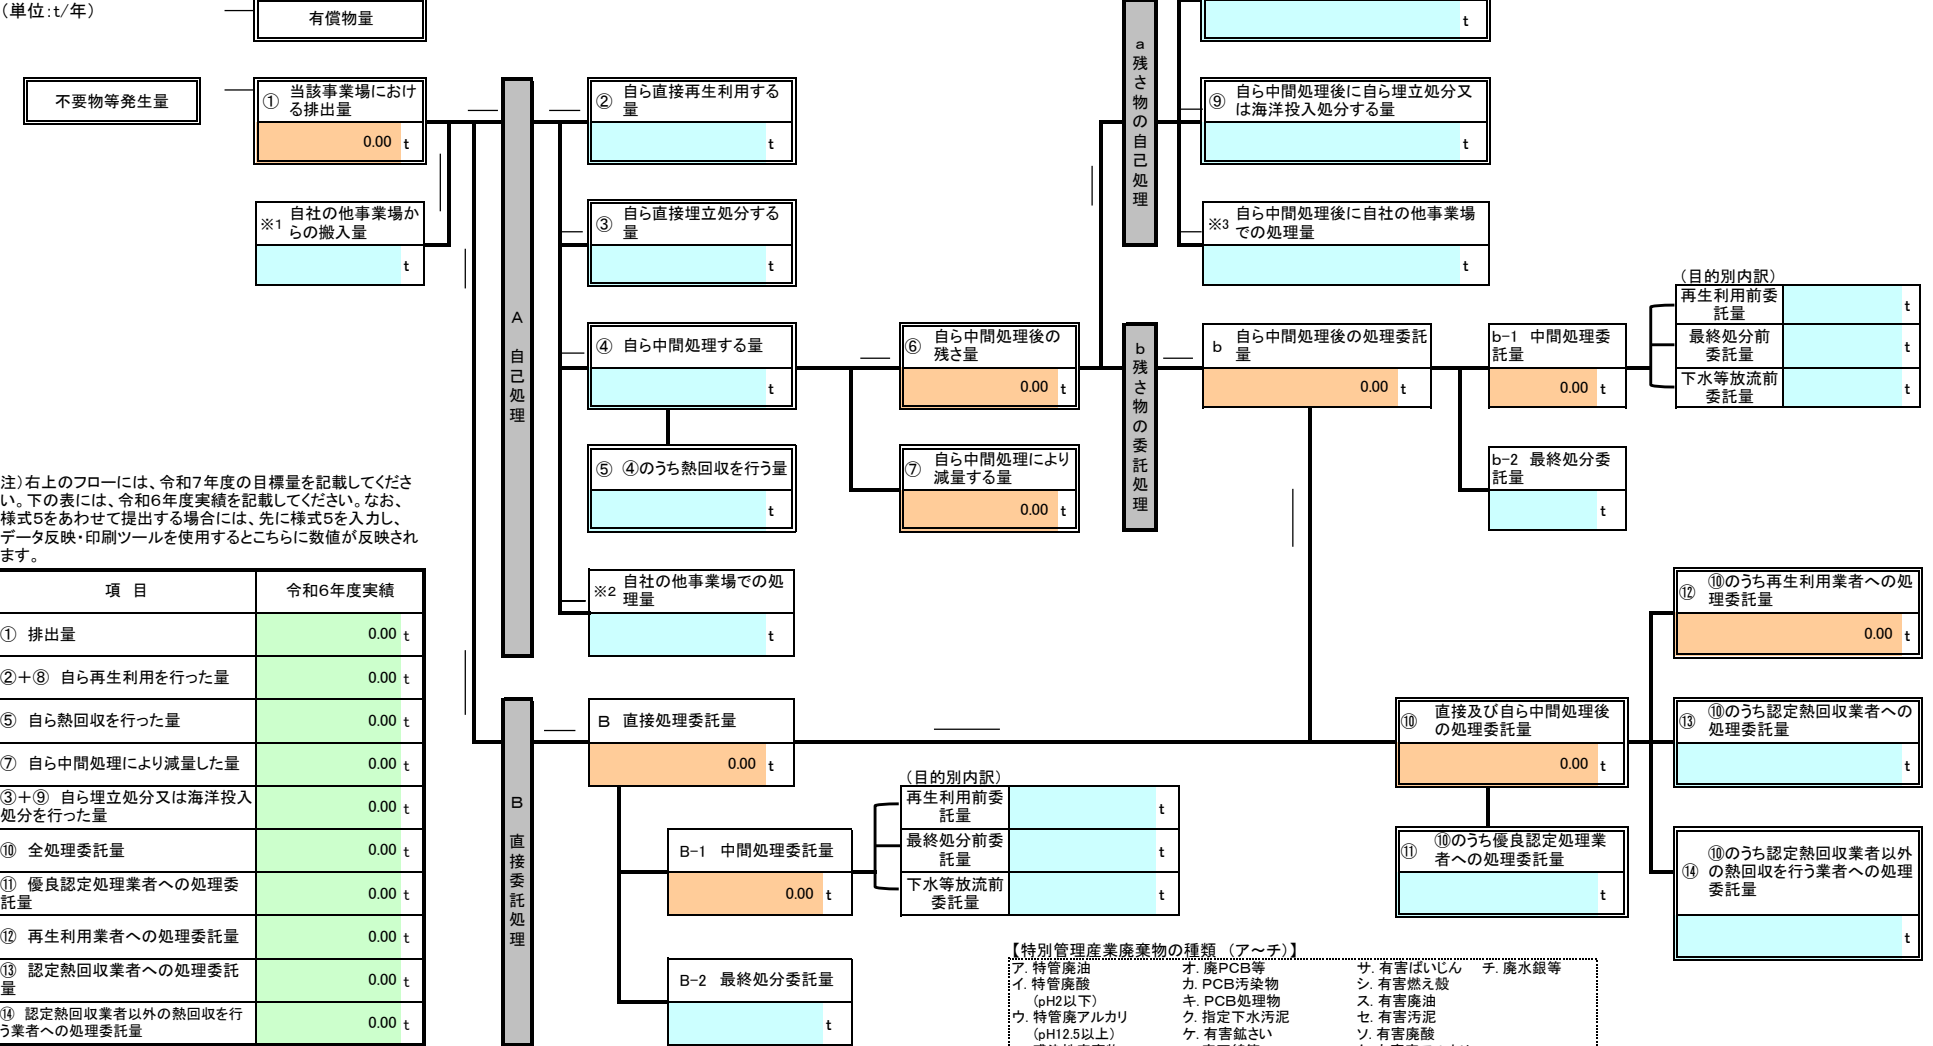 （単位:t/年）
有償物量
t
不要物等発生量
① 当該事業場におけ
る排出量
0.00 t
※1 自社の他事業場か
らの搬入量
t
A 自己処理
② 自ら直接再生利用する
量
t
③ 自ら直接埋立処分する
量
t
④ 自ら中間処理する量
t
⑤ ④のうち熱回収を行う量
t
※2 自社の他事業場での処
理量
t
⑥ 自ら中間処理後の
残さ量
0.00 t
⑦ 自ら中間処理により
減量する量
0.00 t
a 残さ物の自己処理
⑨ 自ら中間処理後に自ら埋立処分又
は海洋投入処分する量
t
※3 自ら中間処理後に自社の他事業場
での処理量
t
b 残さ物の委託処理
b 自ら中間処理後の処理委託
量
0.00 t
b-1 中間処理委
託量
0.00 t
b-2 最終処分委
託量
t
（目的別内訳）
再生利用前委
託量
t
最終処分前
委託量
t
下水等放流前
委託量
t
注）右上のフローには、令和7年度の目標量を記載してくださ
い。下の表には、令和6年度実績を記載してください。なお、
様式5をあわせて提出する場合には、先に様式5を入力し、
データ反映・印刷ツールを使用するとこちらに数値が反映され
ます。
項 目 令和6年度実績
① 排出量 0.00 t
②＋⑧ 自ら再生利用を行った量 0.00 t
⑤ 自ら熱回収を行った量 0.00 t
⑦ 自ら中間処理により減量した量 0.00 t
③＋⑨ 自ら埋立処分又は海洋投入
処分を行った量 0.00 t
⑩ 全処理委託量 0.00 t
⑪ 優良認定処理業者への処理委
託量 0.00 t
⑫ 再生利用業者への処理委託量 0.00 t
⑬ 認定熱回収業者への処理委託
量 0.00 t
⑭ 認定熱回収業者以外の熱回収を行
う業者への処理委託量 0.00 t
B 直接委託処理
B 直接処理委託量
0.00 t
B-1 中間処理委託量
0.00 t
B-2 最終処分委託量
t
（目的別内訳）
再生利用前委
託量
t
最終処分前委
託量
t
下水等放流前
委託量
t
⑩ 直接及び自ら中間処理後
の処理委託量
0.00 t
⑪ ⑩のうち優良認定処理業
者への処理委託量
t
⑫ ⑩のうち再生利用業者への処
理委託量
0.00 t
⑬ ⑩のうち認定熱回収業者への
処理委託量
t
⑭ ⑩のうち認定熱回収業者以外
の熱回収を行う業者への処理
委託量
t
【特別管理産業廃棄物の種類 （ア～チ）】
ア. 特管廃油 オ. 廃PCB等 サ. 有害ばいじん チ. 廃水銀等
イ. 特管廃酸 カ. PCB汚染物 シ. 有害燃え殻
（pH2以下） キ. PCB処理物 ス. 有害廃油
ウ. 特管廃アルカリ ク. 指定下水汚泥 セ. 有害汚泥
（pH12.5以上） ケ. 有害鉱さい ソ. 有害廃酸